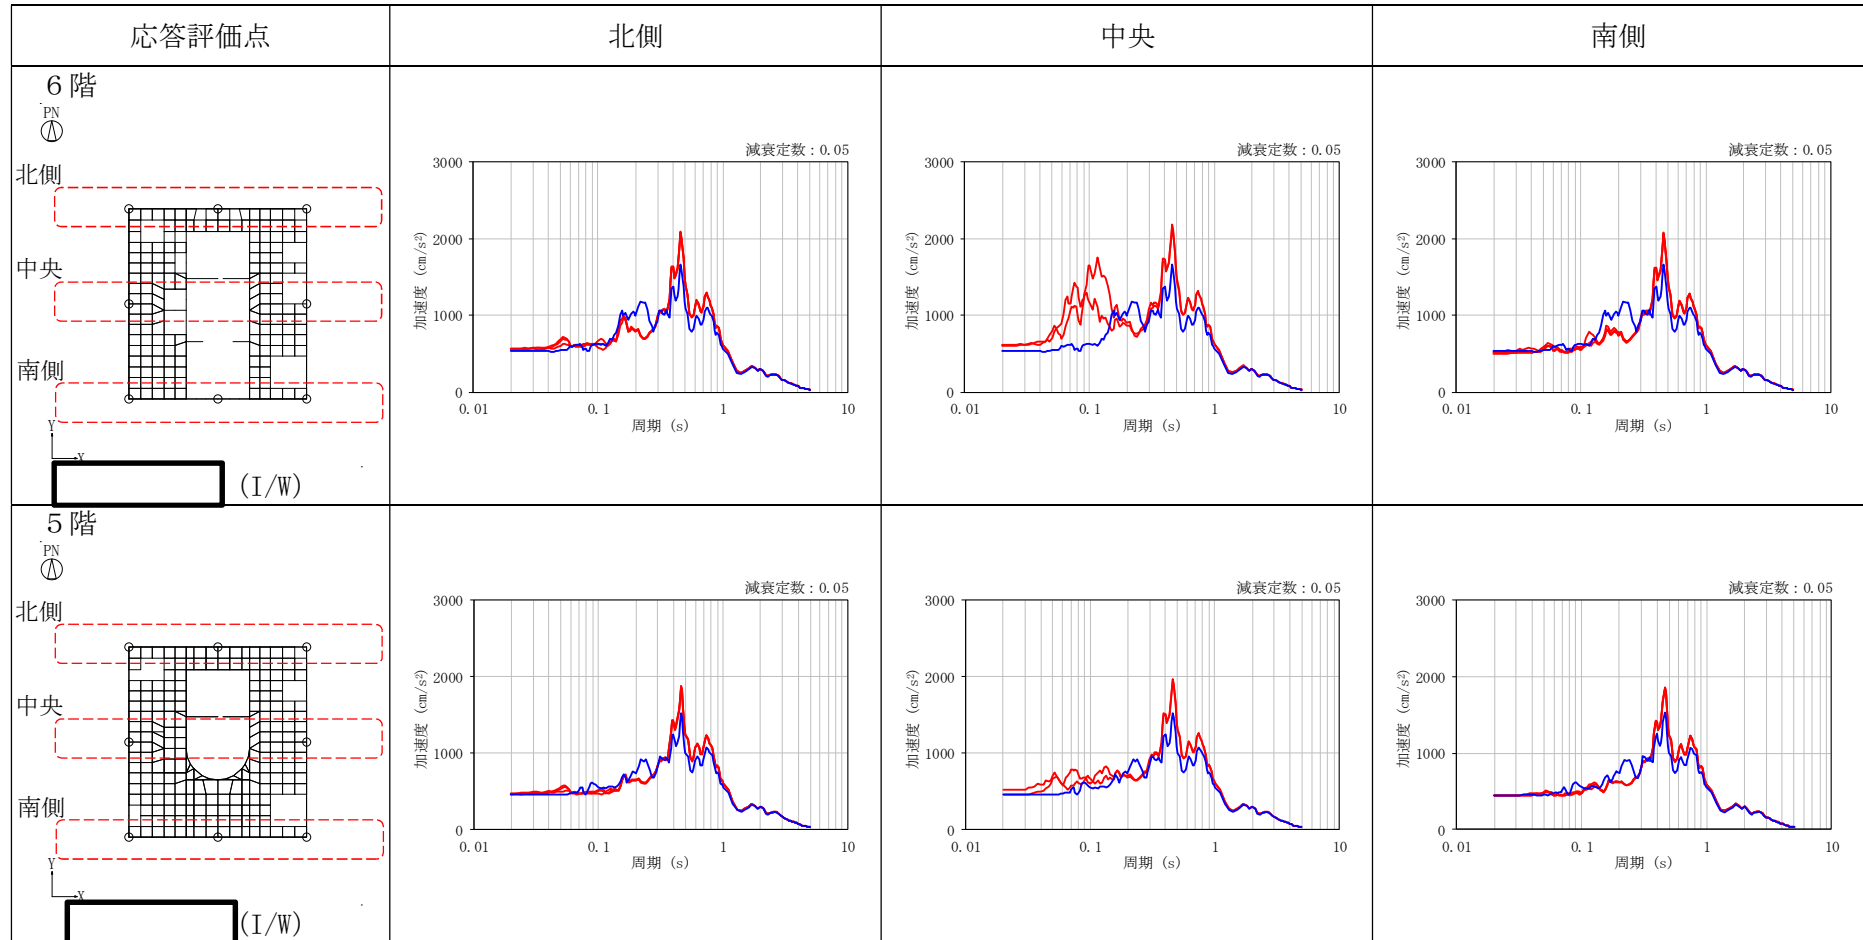 応答評価点 北側 中央 南側
6階
PN
北側
中央
南側
Y
X
(I/W)
減衰定数:0.05
3000
2000
1000
0
加速度 (cm/s²)
0.01 0.1 1 10
周期 (s)
減衰定数:0.05
3000
2000
1000
0
加速度 (cm/s²)
0.01 0.1 1 10
周期 (s)
減衰定数:0.05
3000
2000
1000
0
加速度 (cm/s²)
0.01 0.1 1 10
周期 (s)
5階
PN
北側
中央
南側
Y
X
(I/W)
減衰定数:0.05
3000
2000
1000
0
加速度 (cm/s²)
0.01 0.1 1 10
周期 (s)
減衰定数:0.05
3000
2000
1000
0
加速度 (cm/s²)
0.01 0.1 1 10
周期 (s)
減衰定数:0.05
3000
2000
1000
0
加速度 (cm/s²)
0.01 0.1 1 10
周期 (s)